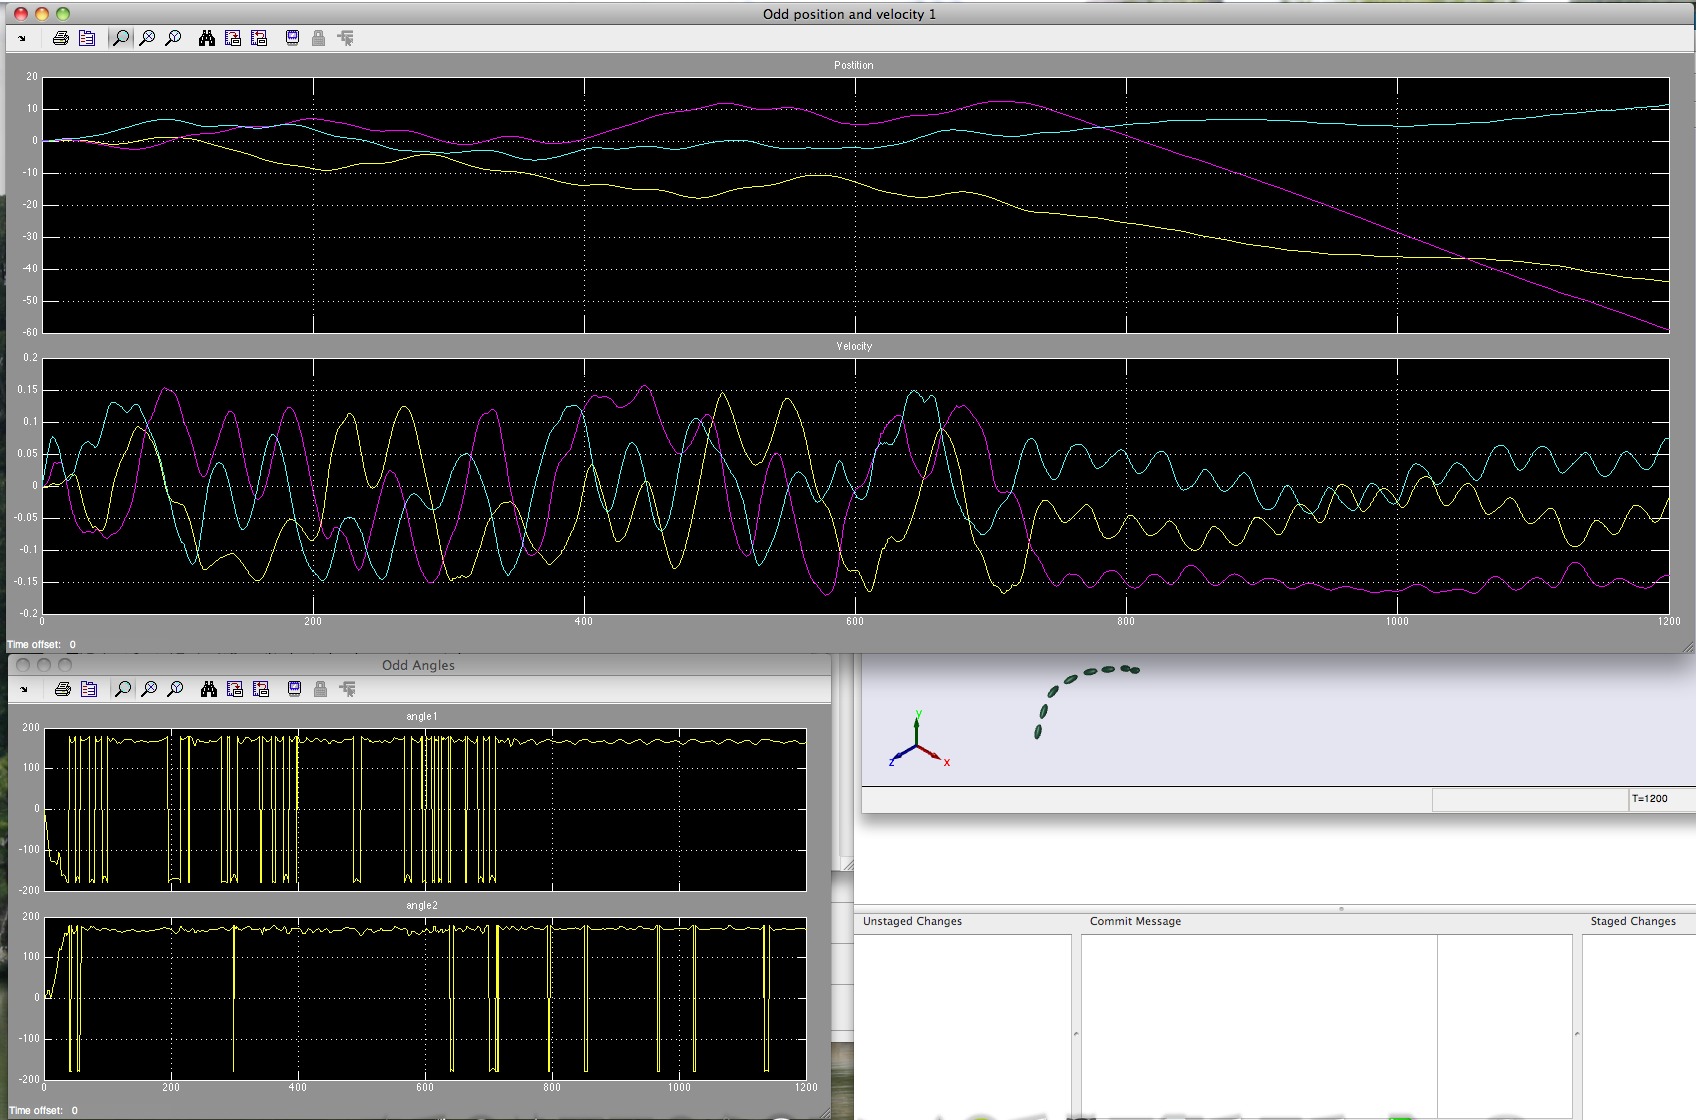 Odd position and velocity 1
Postition
20
10
0
-10
-20
-30
-40
-50
-60
Velocity
0.2
0.15
0.1
0.05
0
-0.05
-0.1
-0.15
-0.2
0 200 400 600 800 1000 1200
Time offset: 0
Odd Angles
angle1
200
100
0
-100
-200
angle2
200
100
0
-100
-200
0 200 400 600 800 1000 1200
Time offset: 0
Y
Z X
T=1200
Unstaged Changes Commit Message Staged Changes